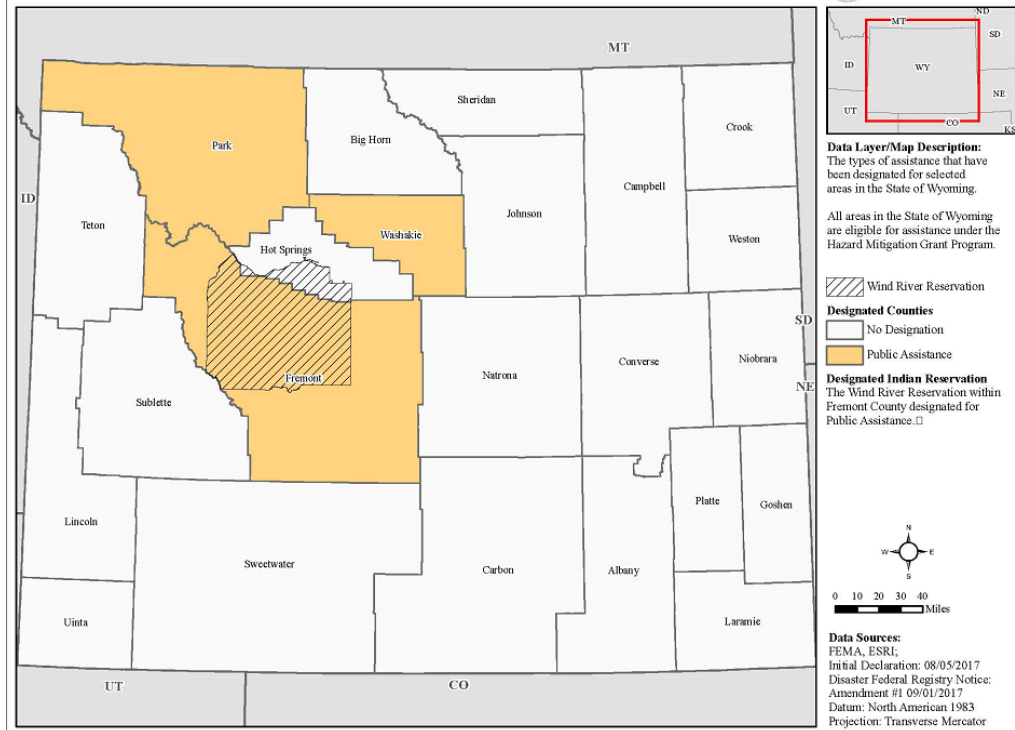 MT
Sheridan
Crook
Big Horn
Park
Campbell
ID
Teton
Johnson
Washakie
Weston
Hot Springs
SD
Natrona
Converse
Niobrara
Fremont
NE
Sublette
Platte
Goshen
Lincoln
Sweetwater
Carbon
Albany
Uinta
Laramie
UT
CO
ND
MT
SD
ID
WY
NE
UT
CO
KS
Data Layer/Map Description:
The types of assistance that have
been designated for selected
areas in the State of Wyoming.
All areas in the State of Wyoming
are eligible for assistance under the
Hazard Mitigation Grant Program.
Wind River Reservation
Designated Counties
No Designation
Public Assistance
Designated Indian Reservation
The Wind River Reservation within
Fremont County designated for
Public Assistance.□
N
W E
S
0 10 20 30 40
Miles
Data Sources:
FEMA, ESRI;
Initial Declaration: 08/05/2017
Disaster Federal Registry Notice:
Amendment #1 09/01/2017
Datum: North American 1983
Projection: Transverse Mercator